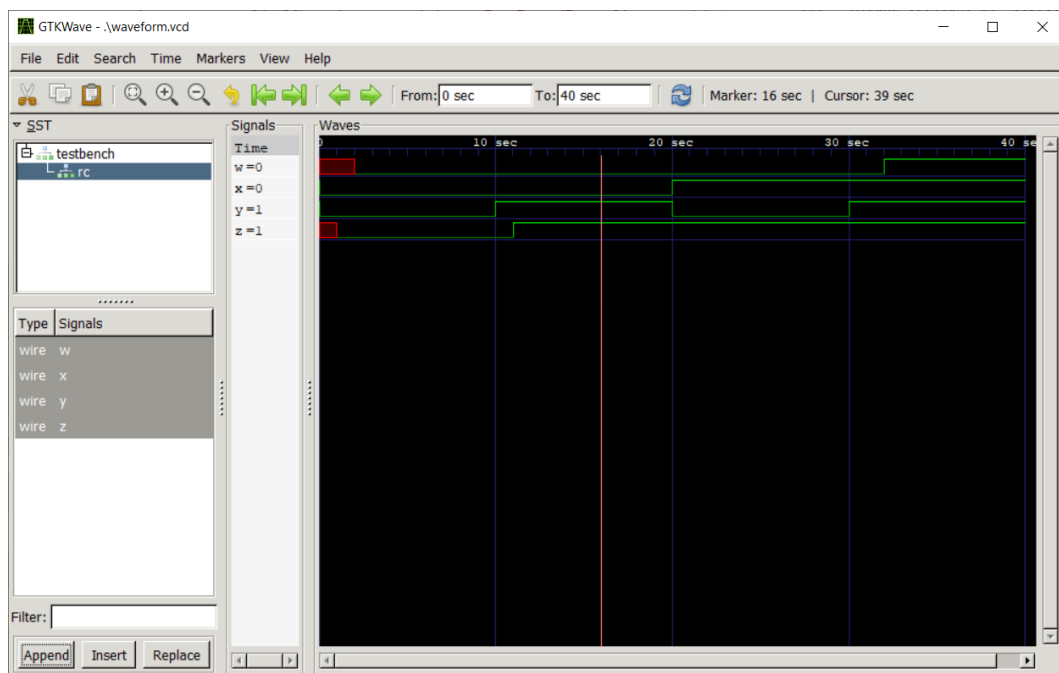 GTKWave - .\waveform.vcd
File Edit Search Time Markers View Help
From: 0 sec To: 40 sec Marker: 16 sec | Cursor: 39 sec
SST
testbench
rc
Type Signals
wire w
wire x
wire y
wire z
Filter:
Append Insert Replace
Signals
Time
w=0
x=0
y=1
z=1
Waves
0 10 sec 20 sec 30 sec 40 se